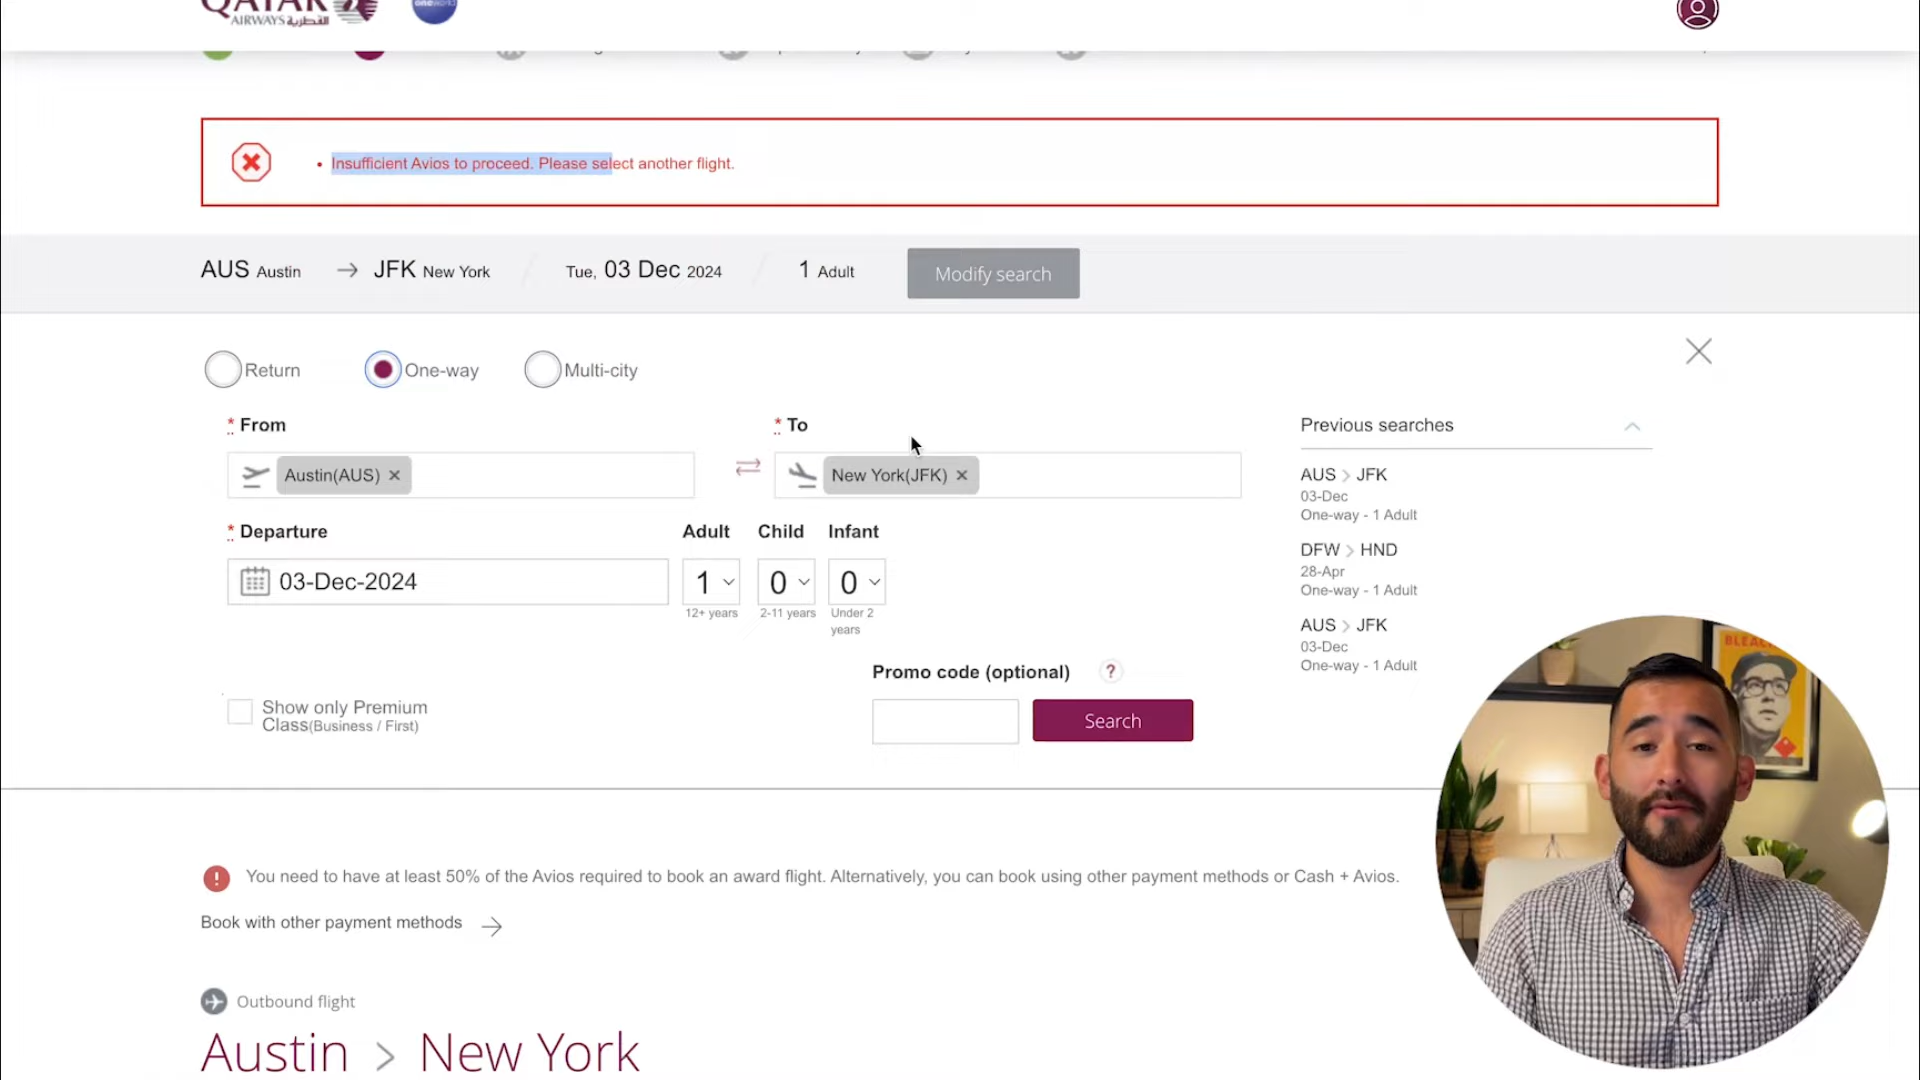 QATAR
AIRWAYS القطرية
oneworld
Insufficient Avios to proceed. Please select another flight.
AUS Austin → JFK New York Tue, 03 Dec 2024 1 Adult Modify search
Return One-way Multi-city
* From * To Previous searches
Austin(AUS) × New York(JFK) × AUS > JFK
03-Dec
One-way - 1 Adult
* Departure Adult Child Infant DFW > HND
03-Dec-2024 1 0 0 28-Apr
One-way - 1 Adult
12+ years 2-11 years Under 2 years
AUS > JFK
03-Dec
One-way - 1 Adult
Promo code (optional) ?
Show only Premium
Class(Business / First)
Search
You need to have at least 50% of the Avios required to book an award flight. Alternatively, you can book using other payment methods or Cash + Avios.
Book with other payment methods →
Outbound flight
Austin > New York